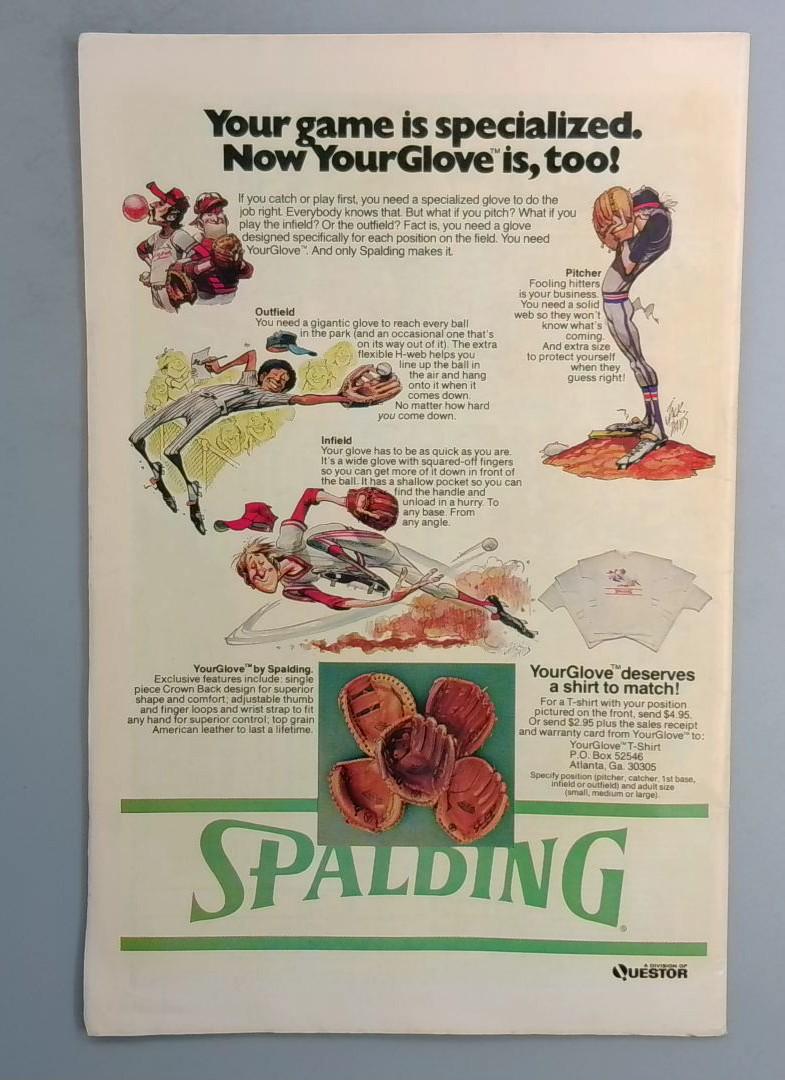 Your game is specialized.
Now YourGlove™ is, too!
If you catch or play first, you need a specialized glove to do the
job right. Everybody knows that. But what if you pitch? What if you
play the infield? Or the outfield? Fact is, you need a glove
designed specifically for each position on the field. You need
YourGlove™. And only Spalding makes it.
Pitcher
Fooling hitters
is your business.
You need a solid
web so they won't
know what's
coming.
And extra size
to protect yourself
when they
guess right!
JACK
DAVIS
Outfield
You need a gigantic glove to reach every ball
in the park (and an occasional one that's
on its way out of it). The extra
flexible H-web helps you
line up the ball in
the air and hang
onto it when it
comes down.
No matter how hard
you come down.
Infield
Your glove has to be as quick as you are.
It's a wide glove with squared-off fingers
so you can get more of it down in front of
the ball. It has a shallow pocket so you can
find the handle and
unload in a hurry. To
any base. From
any angle.
YourGlove™ by Spalding.
Exclusive features include: single
piece Crown Back design for superior
shape and comfort; adjustable thumb
and finger loops and wrist strap to fit
any hand for superior control; top grain
American leather to last a lifetime.
YourGlove™ deserves
a shirt to match!
For a T-shirt with your position
pictured on the front, send $4.95.
Or send $2.95 plus the sales receipt
and warranty card from YourGlove™ to:
YourGlove™ T-Shirt
P.O. Box 52546
Atlanta, Ga. 30305
Specify position (pitcher, catcher, 1st base,
infield or outfield) and adult size
(small, medium or large).
SPALDING®
A DIVISION OF
QUESTOR